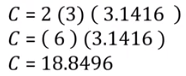 C = 2 (3) ( 3.1416 )
C = ( 6 ) (3.1416 )
C = 18.8496